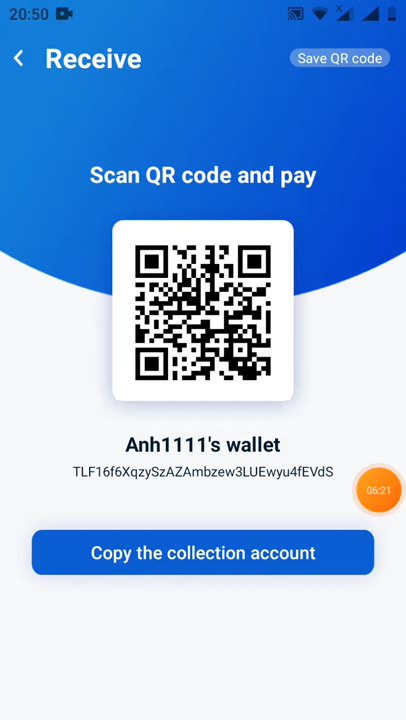 20:50
Receive
Save QR code
Scan QR code and pay
Anh1111's wallet
TLF16f6XqzySzAZAmbzew3LUEwyu4fEVdS
06:21
Copy the collection account